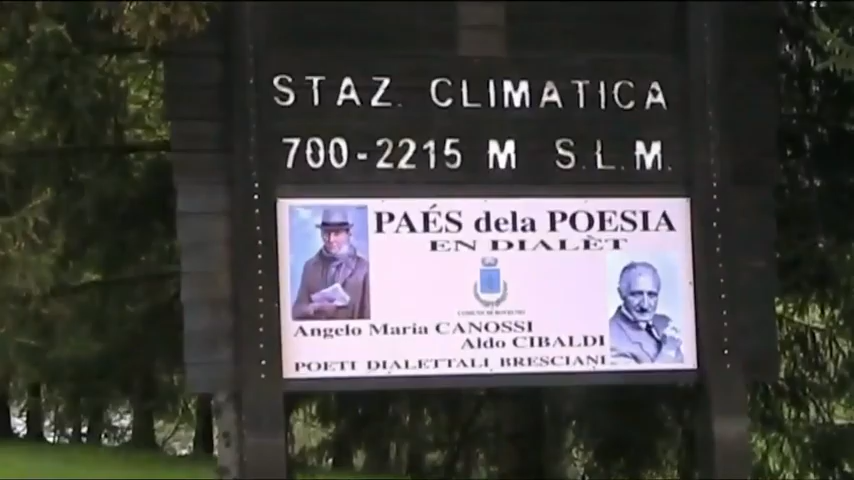 STAZ. CLIMATICA
700-2215 M S.L.M.
PAÉS dela POESIA
EN DIALÈT
Angelo Maria CANOSSI
Aldo CIBALDI
POETI DIALETTALI BRESCIANI